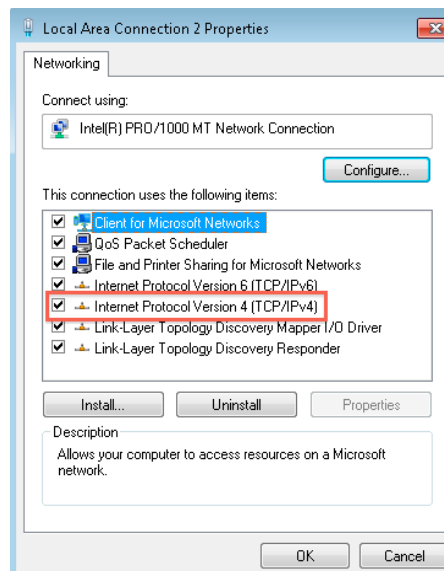 Local Area Connection 2 Properties
Networking
Connect using:
Intel(R) PRO/1000 MT Network Connection
Configure...
This connection uses the following items:
Client for Microsoft Networks
QoS Packet Scheduler
File and Printer Sharing for Microsoft Networks
Internet Protocol Version 6 (TCP/IPv6)
Internet Protocol Version 4 (TCP/IPv4)
Link-Layer Topology Discovery Mapper I/O Driver
Link-Layer Topology Discovery Responder
Install... Uninstall Properties
Description
Allows your computer to access resources on a Microsoft
network.
OK Cancel